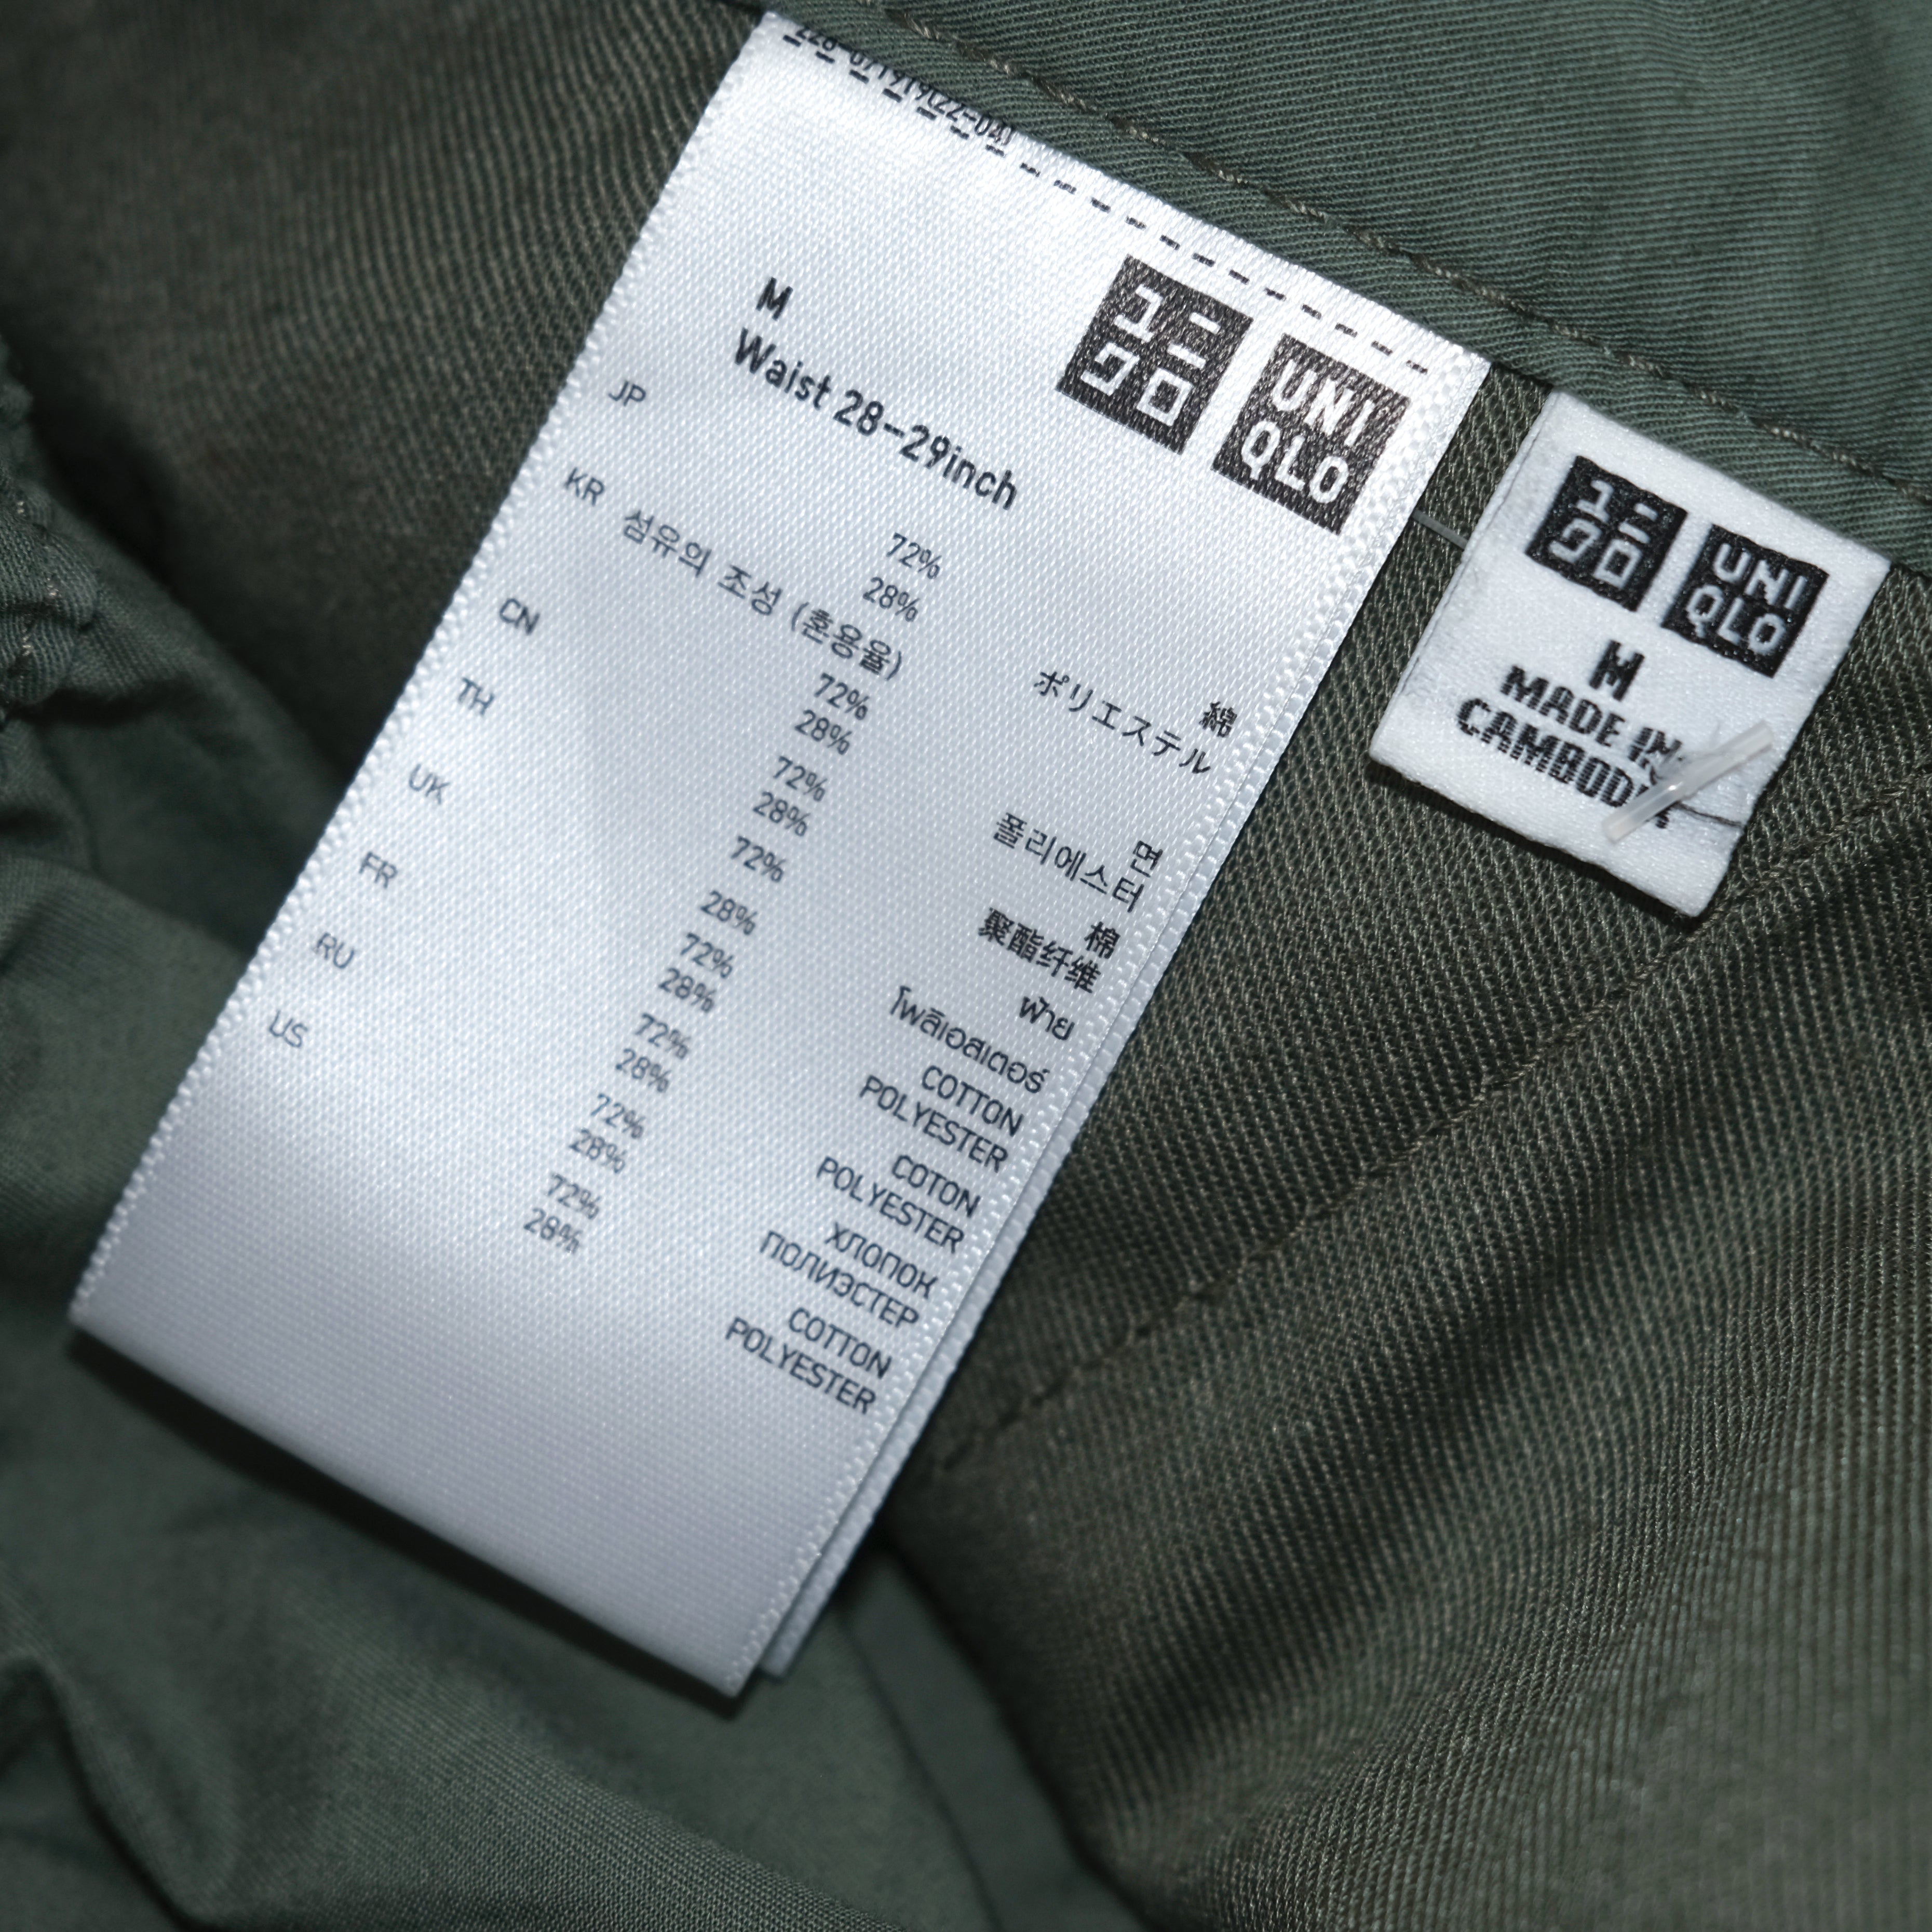 ユニ
クロ
UNI
QLO
M
Waist 28-29inch
JP 72% 綿
28% ポリエステル
KR 섬유의 조성 (혼용율)
72% 면
28% 폴리에스터
CN 72% 棉
28% 聚酯纤维
TH 72% ฝ้าย
28% โพลีเอสเตอร์
UK 72% COTTON
28% POLYESTER
FR 72% COTON
28% POLYESTER
RU 72% ХЛОПОК
28% ПОЛИЭСТЕР
US 72% COTTON
28% POLYESTER
ユニ
クロ
UNI
QLO
M
MADE IN
CAMBODIA